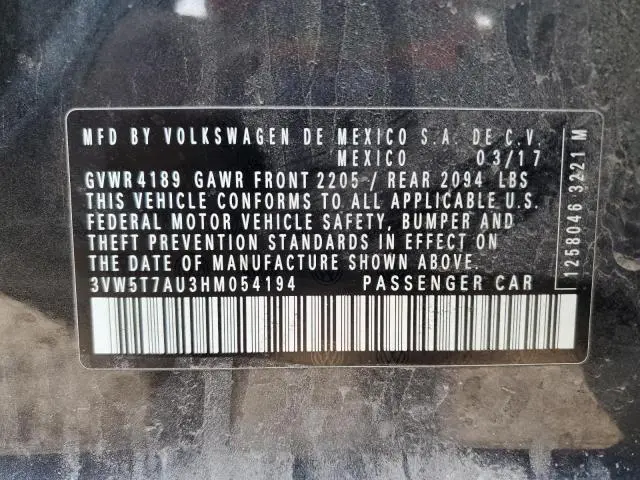 MFD BY VOLKSWAGEN DE MEXICO S.A. DE C.V.
MEXICO 03/17
GVWR 4189 GAWR FRONT 2205 / REAR 2094 LBS
THIS VEHICLE CONFORMS TO ALL APPLICABLE U.S.
FEDERAL MOTOR VEHICLE SAFETY, BUMPER AND
THEFT PREVENTION STANDARDS IN EFFECT ON
THE DATE OF MANUFACTURE SHOWN ABOVE.
3VW5T7AU3HM054194 PASSENGER CAR
1258046 3221 M